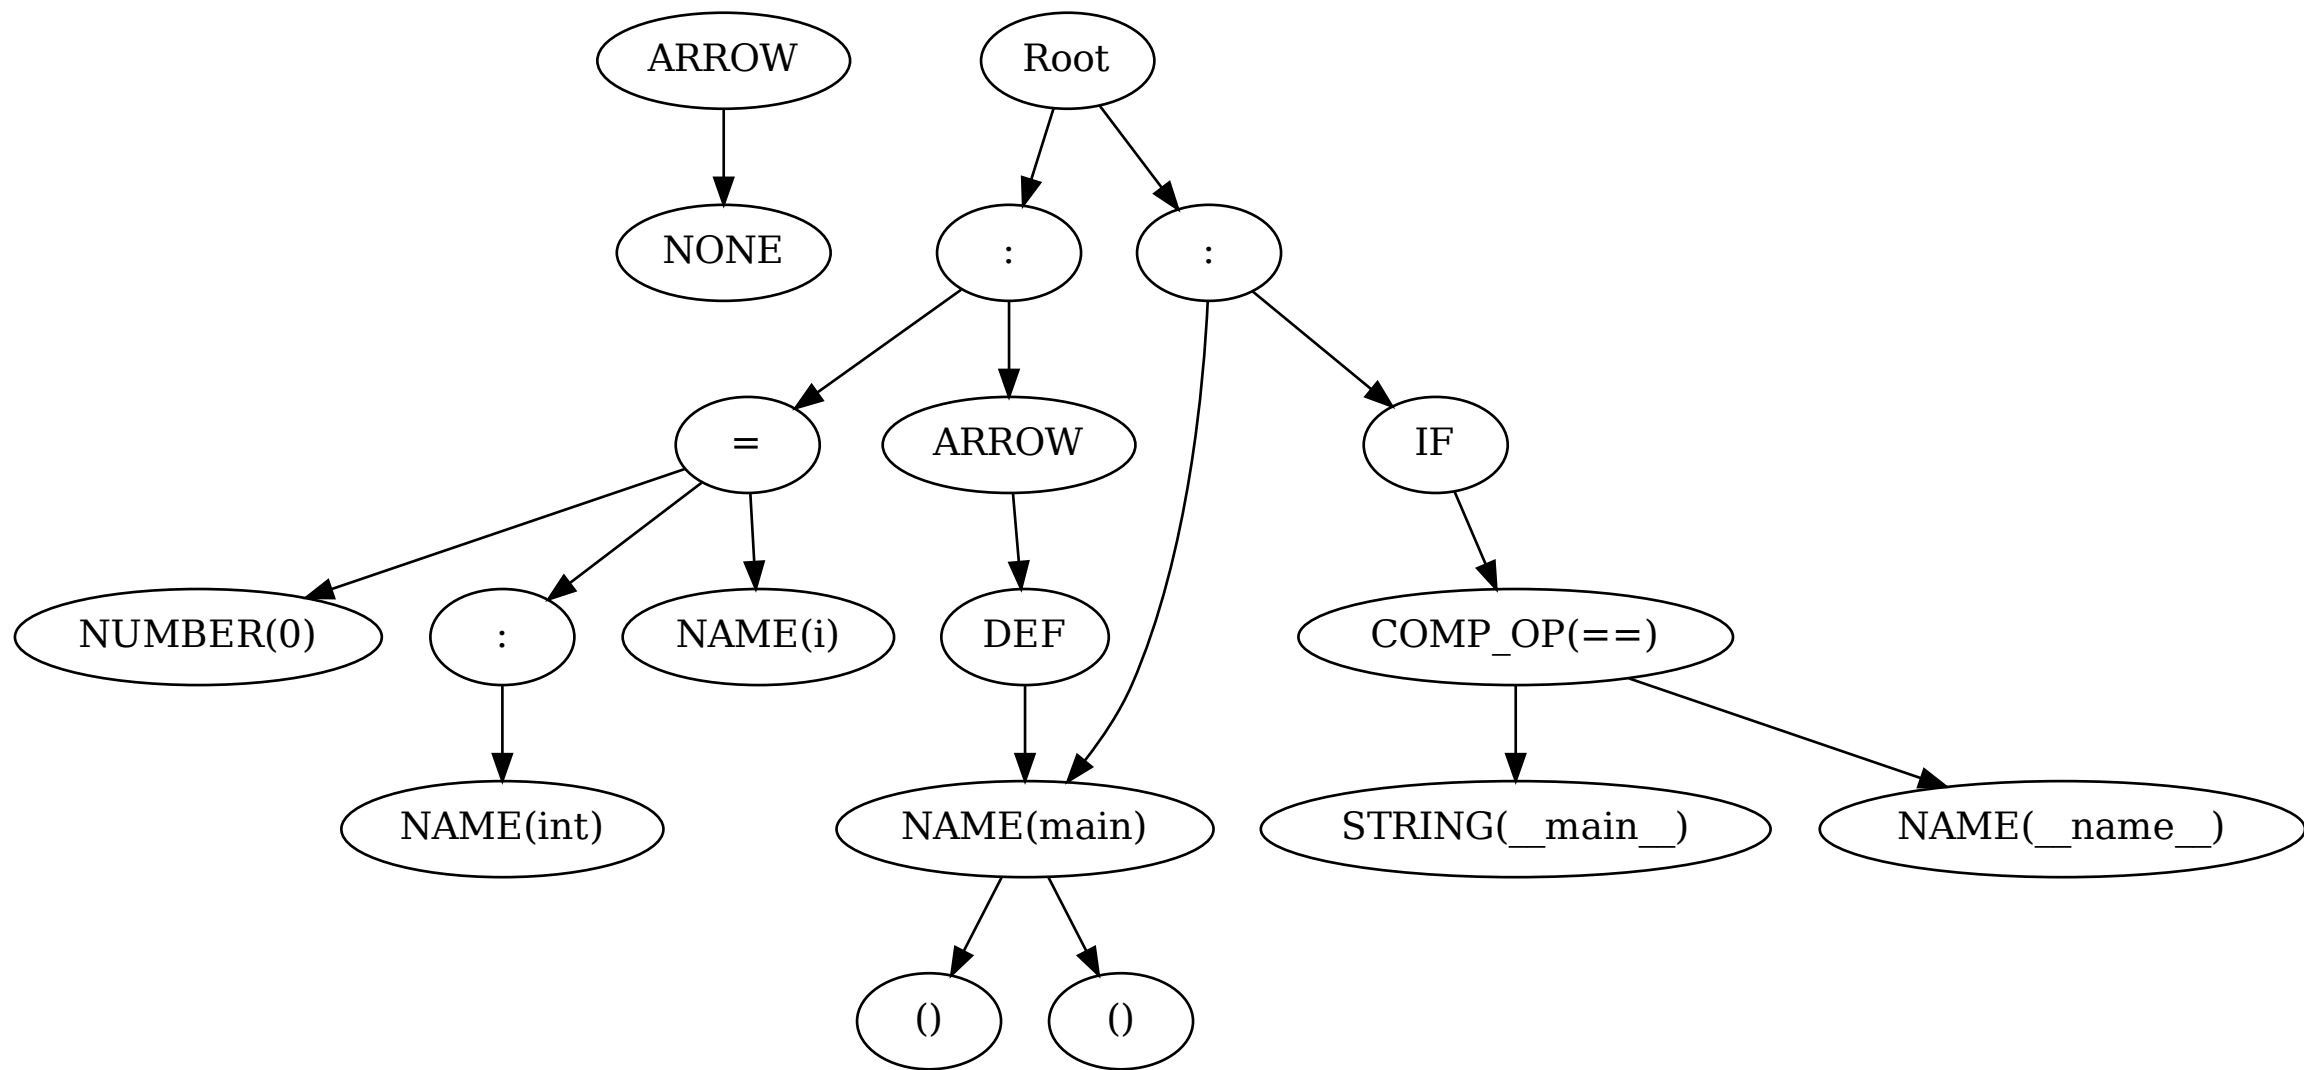 ARROW
Root
NONE
:
:
=
ARROW
IF
NUMBER(0)
:
NAME(i)
DEF
COMP_OP(==)
NAME(int)
NAME(main)
STRING(__main__)
NAME(__name__)
()
()